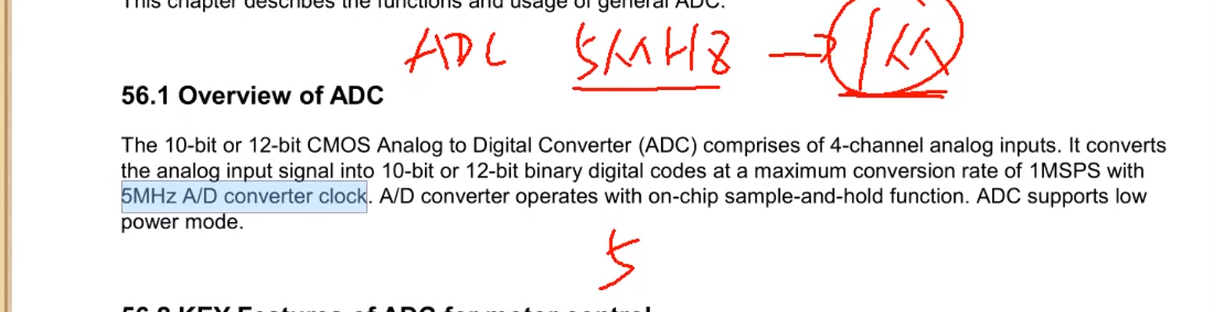 This chapter describes the functions and usage of general ADC.
ADC 5MHz →
56.1 Overview of ADC
The 10-bit or 12-bit CMOS Analog to Digital Converter (ADC) comprises of 4-channel analog inputs. It converts
the analog input signal into 10-bit or 12-bit binary digital codes at a maximum conversion rate of 1MSPS with
5MHz A/D converter clock. A/D converter operates with on-chip sample-and-hold function. ADC supports low
power mode.
5